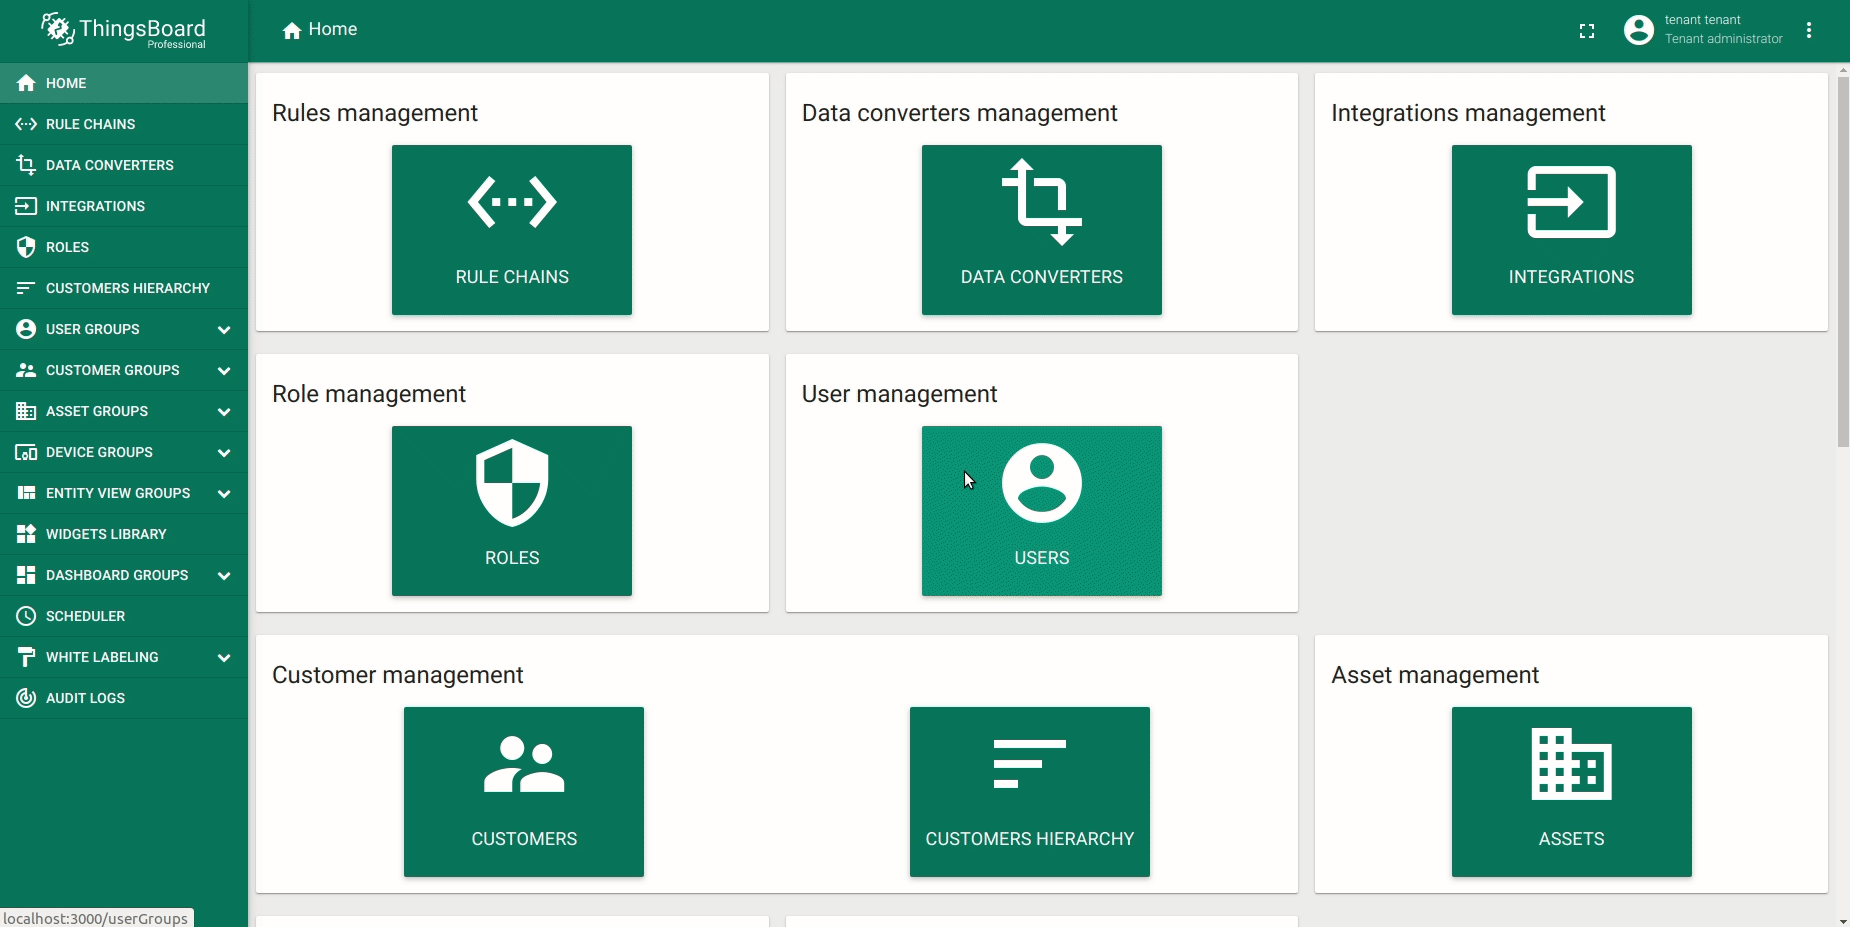 ThingsBoard
Professional
Home
tenant tenant
Tenant administrator
HOME
RULE CHAINS
DATA CONVERTERS
INTEGRATIONS
ROLES
CUSTOMERS HIERARCHY
USER GROUPS
CUSTOMER GROUPS
ASSET GROUPS
DEVICE GROUPS
ENTITY VIEW GROUPS
WIDGETS LIBRARY
DASHBOARD GROUPS
SCHEDULER
WHITE LABELING
AUDIT LOGS
Rules management
RULE CHAINS
Data converters management
DATA CONVERTERS
Integrations management
INTEGRATIONS
Role management
ROLES
User management
USERS
Customer management
CUSTOMERS
CUSTOMERS HIERARCHY
Asset management
ASSETS
localhost:3000/userGroups